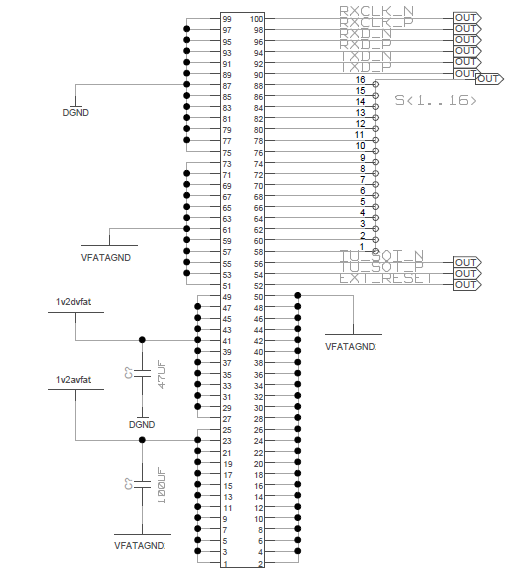 RXCLK_N
99 100 OUT
RXCLK_P
97 98 OUT
RXD_N
95 96 OUT
RXD_P
93 94 OUT
TXD_N
91 92 OUT
TXD_P
89 90 OUT
16 OUT
87 88
15
85 86
14 S<1..16>
83 84
DGND 13
81 82
12
79 80
11
77 78
10
75 76
9
73 74
8
71 72
7
69 70
6
67 68
5
65 66
4
63 64
3
61 62
2
59 60
1
57 58
VFATAGND
TU_SOT_N
55 56 OUT
TU_SOT_P
53 54 OUT
EXT_RESET
51 52 OUT
49 50
1v2dvfat
47 48
45 46
43 44
41 42
VFATAGND
39 40
37 38
C? 47UF
35 36
1v2avfat
33 34
31 32
29 30
27 28
DGND
25 26
23 24
21 22
19 20
17 18
C? 100UF
15 16
13 14
11 12
9 10
7 8
5 6
VFATAGND
3 4
1 2